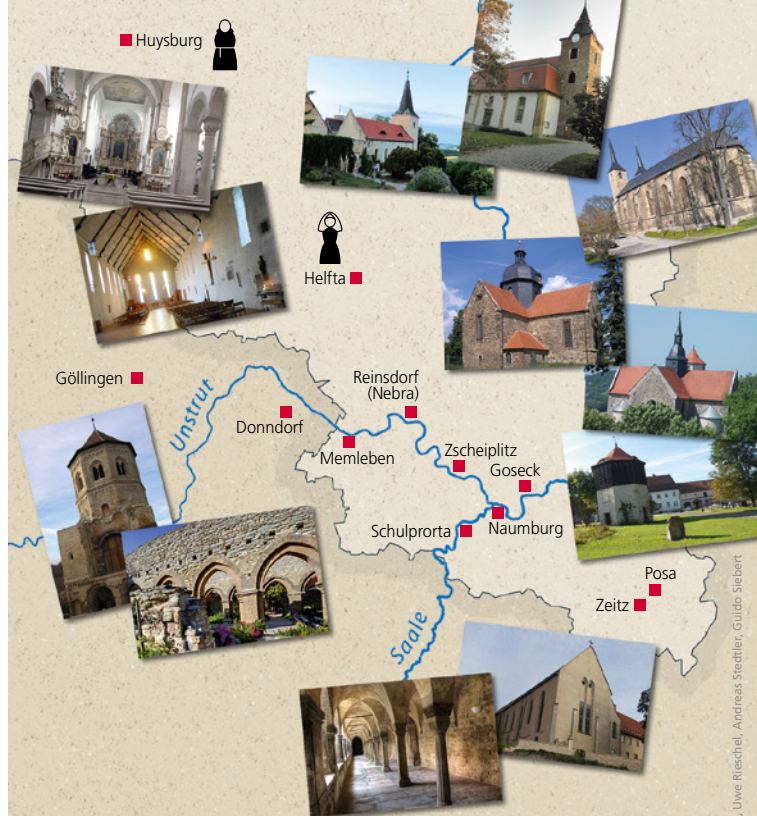 Huysburg
Helfta
Göllingen
Unstrut
Reinsdorf
(Nebra)
Donndorf
Memleben
Zscheiplitz
Goseck
Schulprorta
Naumburg
Posa
Zeitz
Saale
, Uwe Rieschel, Andreas Stedtler, Guido Siebert